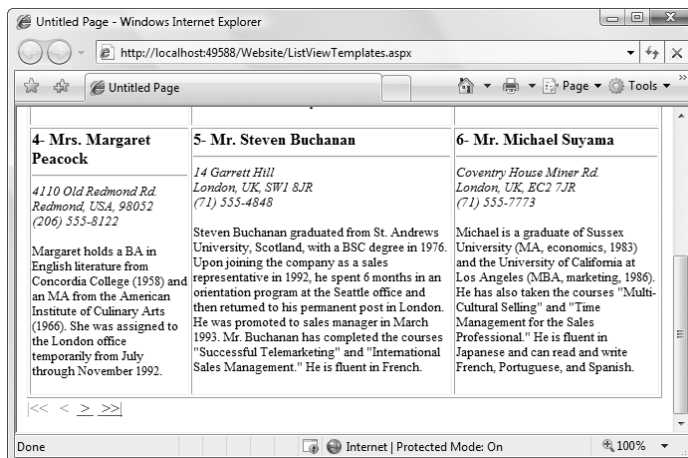 Untitled Page - Windows Internet Explorer
http://localhost:49588/Website/ListViewTemplates.aspx
Untitled Page
Page
Tools
»
4- Mrs. Margaret
Peacock
4110 Old Redmond Rd.
Redmond, USA, 98052
(206) 555-8122
Margaret holds a BA in
English literature from
Concordia College (1958) and
an MA from the American
Institute of Culinary Arts
(1966). She was assigned to
the London office
temporarily from July
through November 1992.
5- Mr. Steven Buchanan
14 Garrett Hill
London, UK, SW1 8JR
(71) 555-4848
Steven Buchanan graduated from St. Andrews
University, Scotland, with a BSC degree in 1976.
Upon joining the company as a sales
representative in 1992, he spent 6 months in an
orientation program at the Seattle office and
then returned to his permanent post in London.
He was promoted to sales manager in March
1993. Mr. Buchanan has completed the courses
"Successful Telemarketing" and "International
Sales Management." He is fluent in French.
6- Mr. Michael Suyama
Coventry House Miner Rd.
London, UK, EC2 7JR
(71) 555-7773
Michael is a graduate of Sussex
University (MA, economics, 1983)
and the University of California at
Los Angeles (MBA, marketing, 1986).
He has also taken the courses "Multi-
Cultural Selling" and "Time
Management for the Sales
Professional." He is fluent in
Japanese and can read and write
French, Portuguese, and Spanish.
|<< < > >>|
Done
Internet | Protected Mode: On
100%